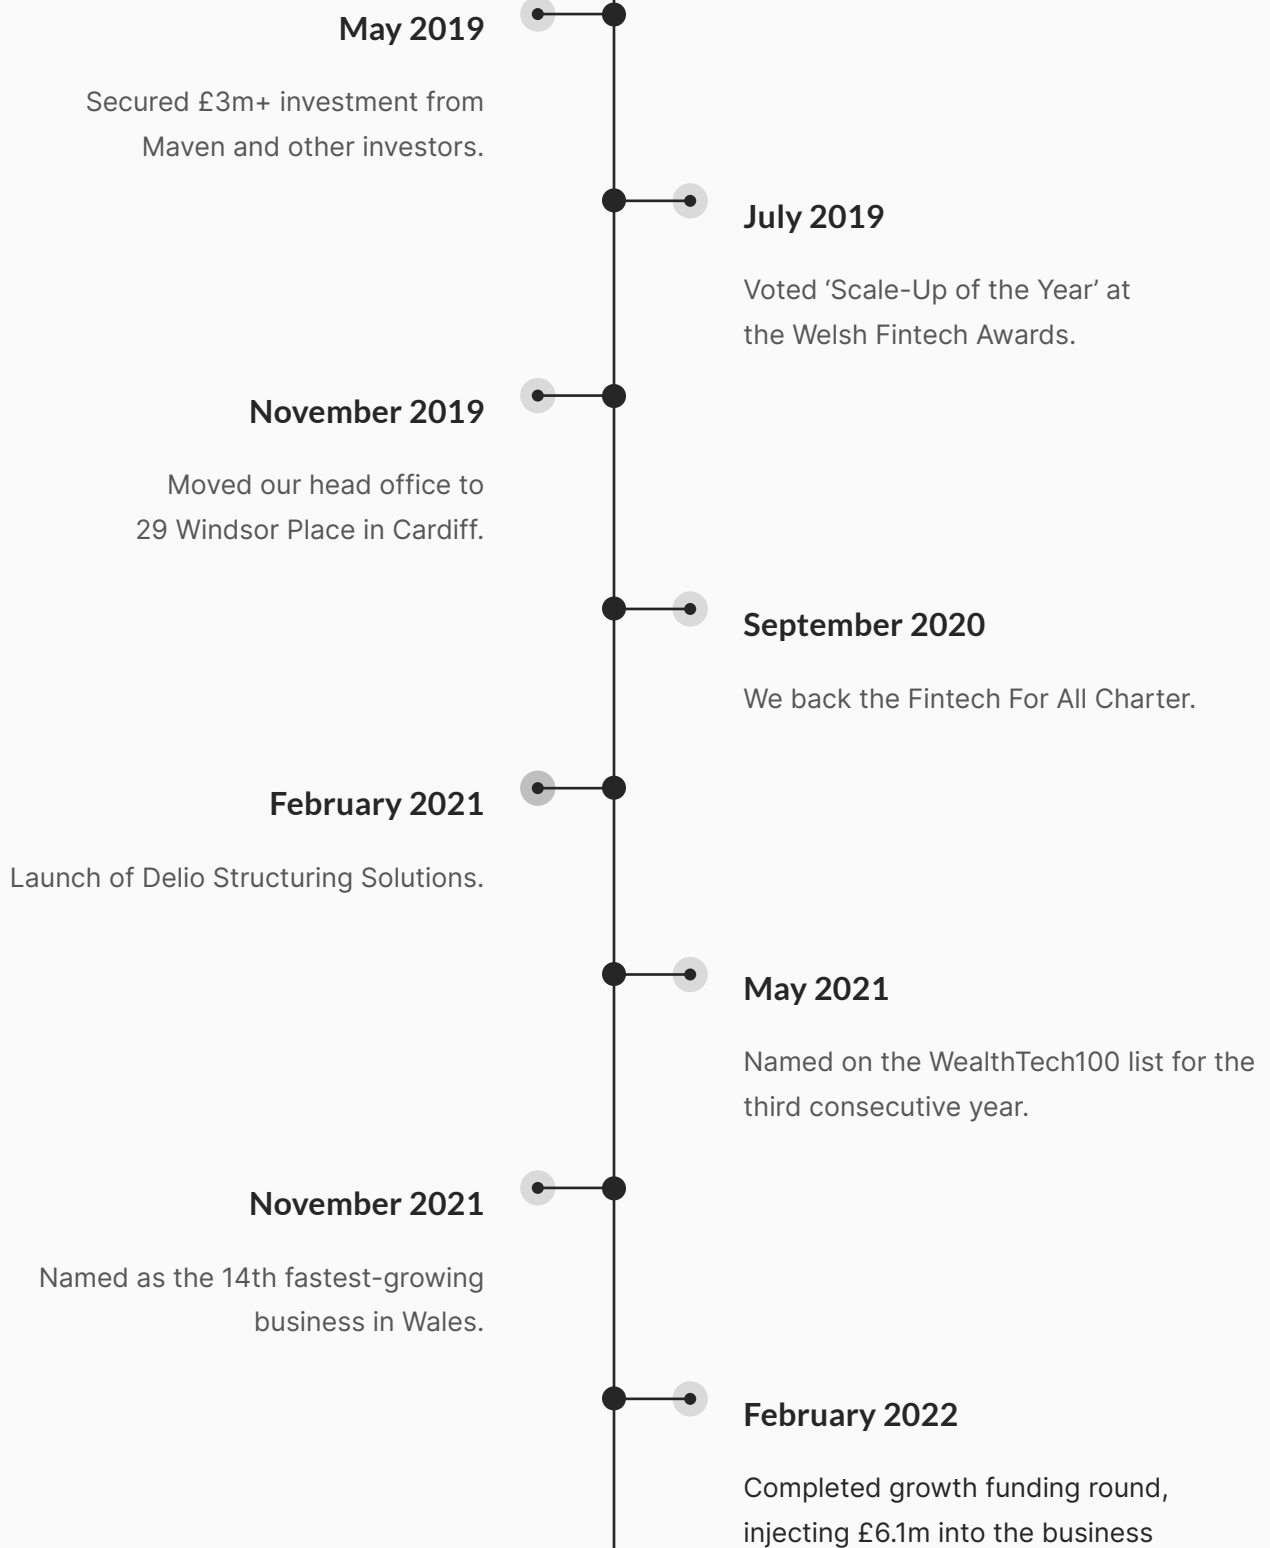 May 2019
Secured £3m+ investment from
Maven and other investors.
July 2019
Voted ‘Scale-Up of the Year’ at
the Welsh Fintech Awards.
November 2019
Moved our head office to
29 Windsor Place in Cardiff.
September 2020
We back the Fintech For All Charter.
February 2021
Launch of Delio Structuring Solutions.
May 2021
Named on the WealthTech100 list for the
third consecutive year.
November 2021
Named as the 14th fastest-growing
business in Wales.
February 2022
Completed growth funding round,
injecting £6.1m into the business